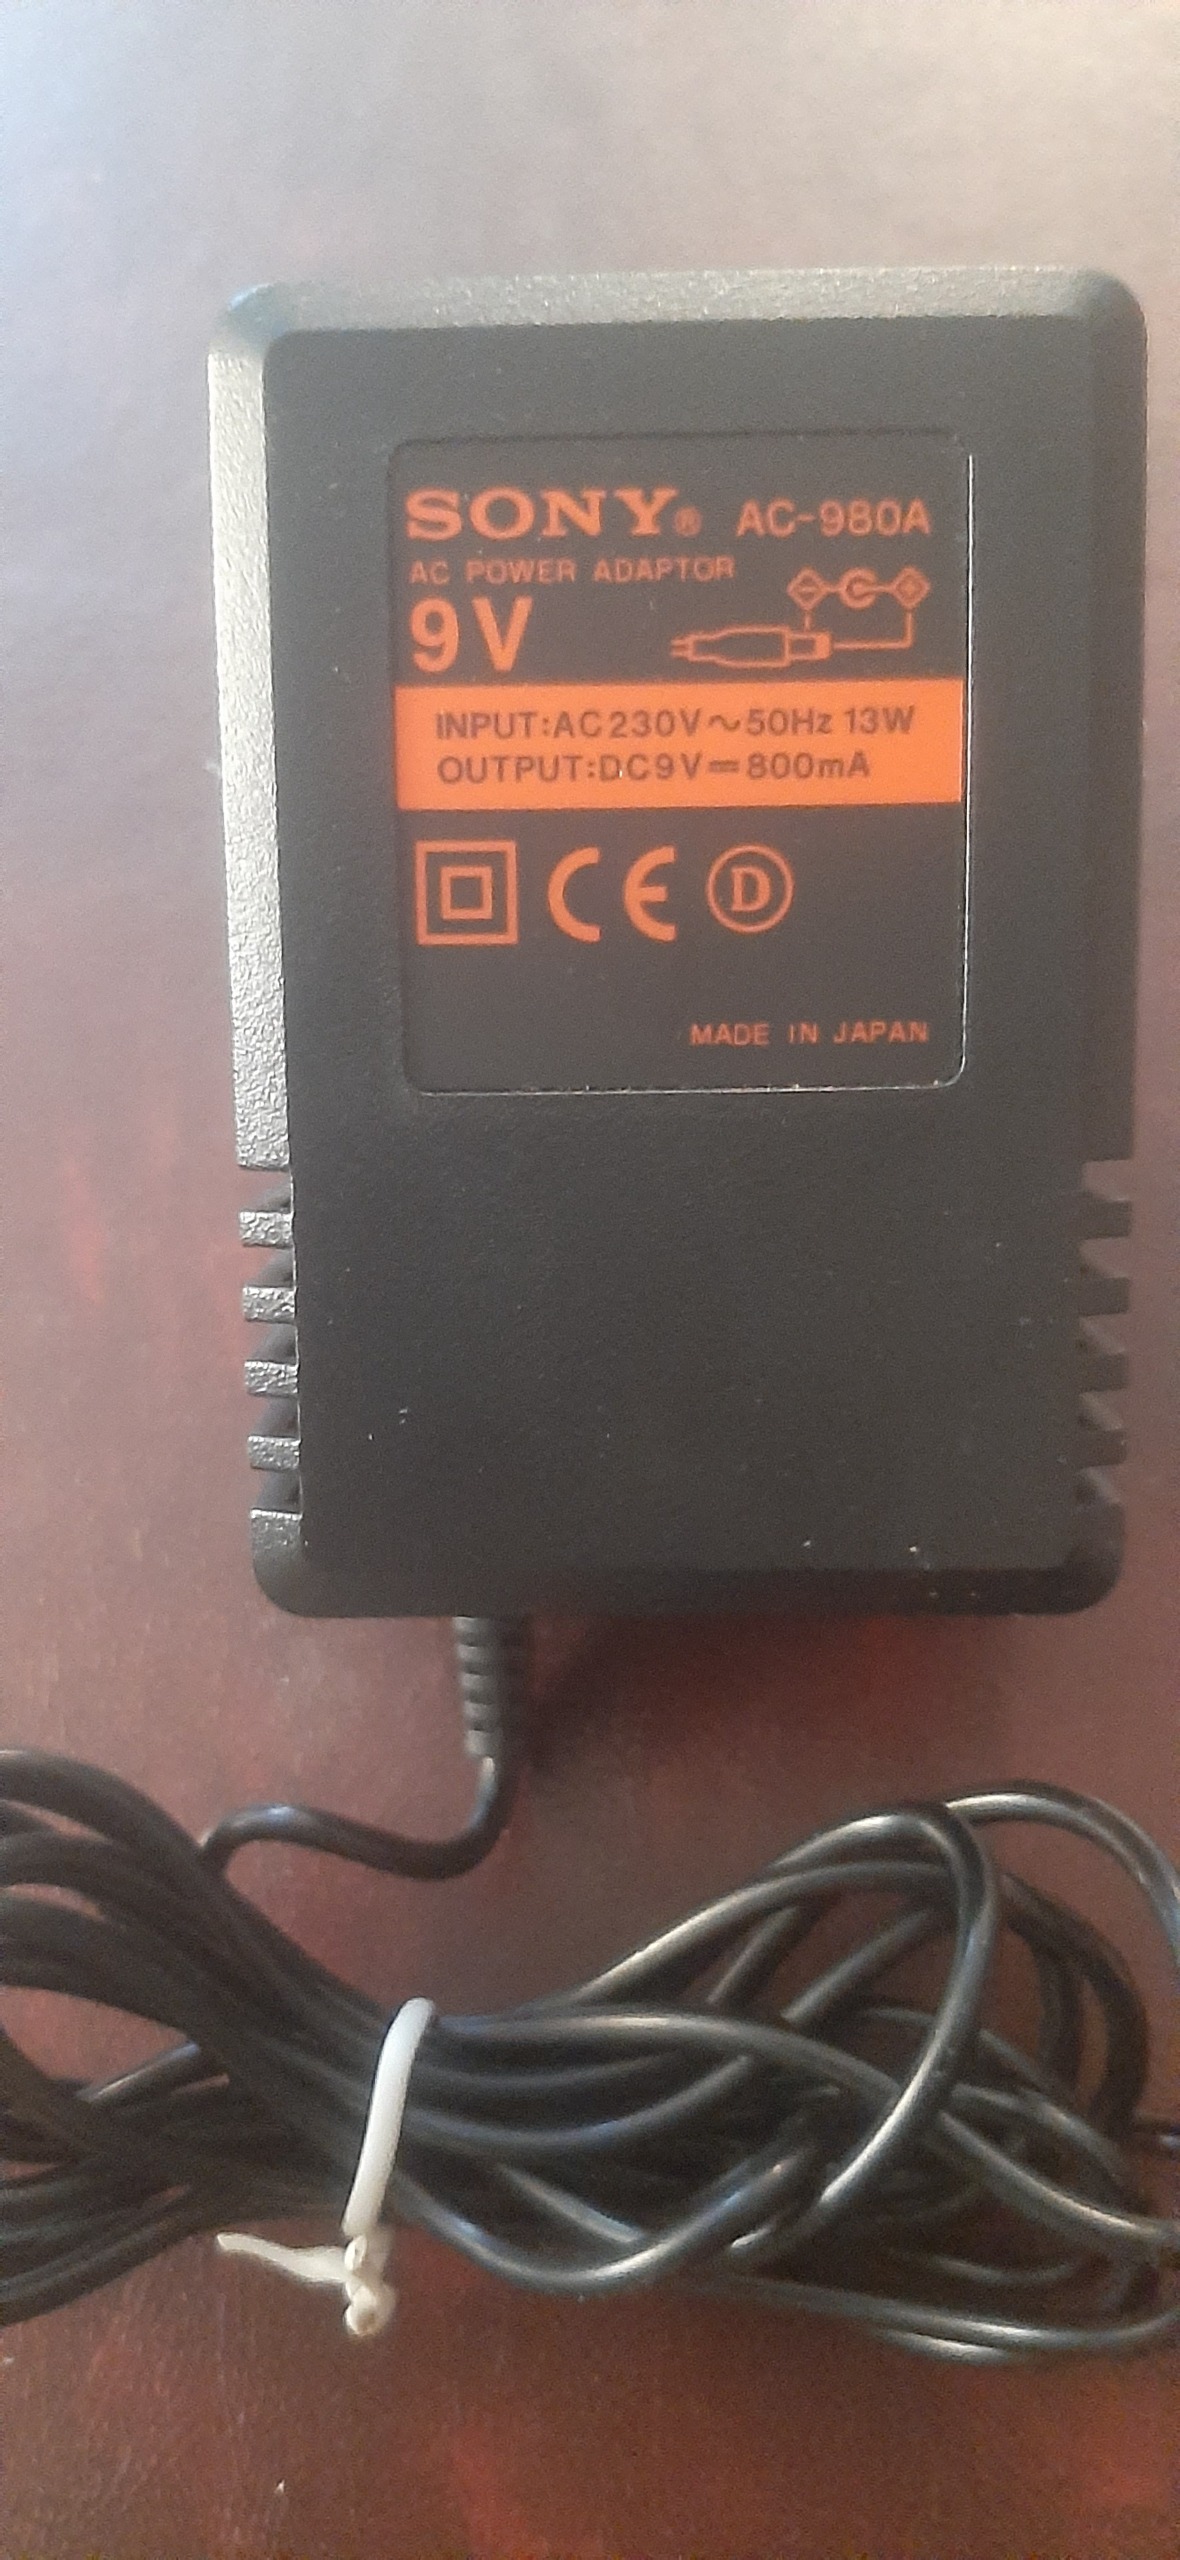 SONY® AC-980A
AC POWER ADAPTOR
9V
INPUT:AC230V~50Hz 13W
OUTPUT:DC9V⎓800mA
CE D
MADE IN JAPAN